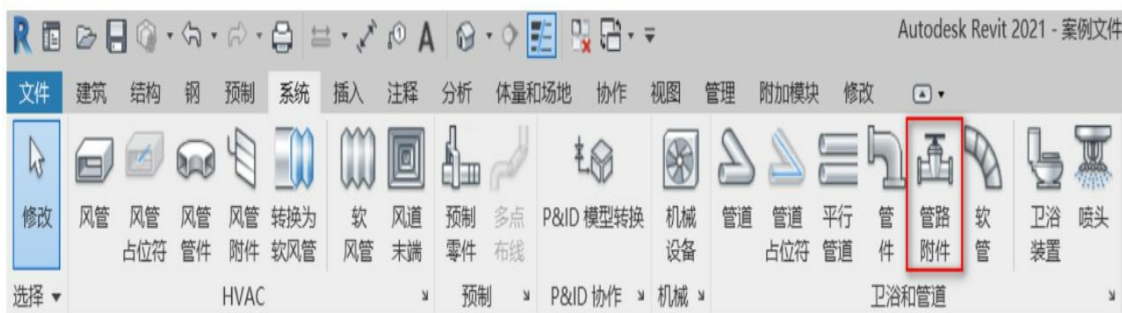 Autodesk Revit 2021 - 案例文件
文件 建筑 结构 钢 预制 系统 插入 注释 分析 体量和场地 协作 视图 管理 附加模块 修改
修改 风管 风管 风管 风管 转换为 软 风道 预制 多点 P&ID 模型转换 机械 管道 管道 平行 管 管路 软 卫浴 喷头
占位符 管件 附件 软风管 风管 末端 零件 布线 设备 占位符 管道 件 附件 管 装置
选择 HVAC 预制 P&ID 协作 机械 卫浴和管道